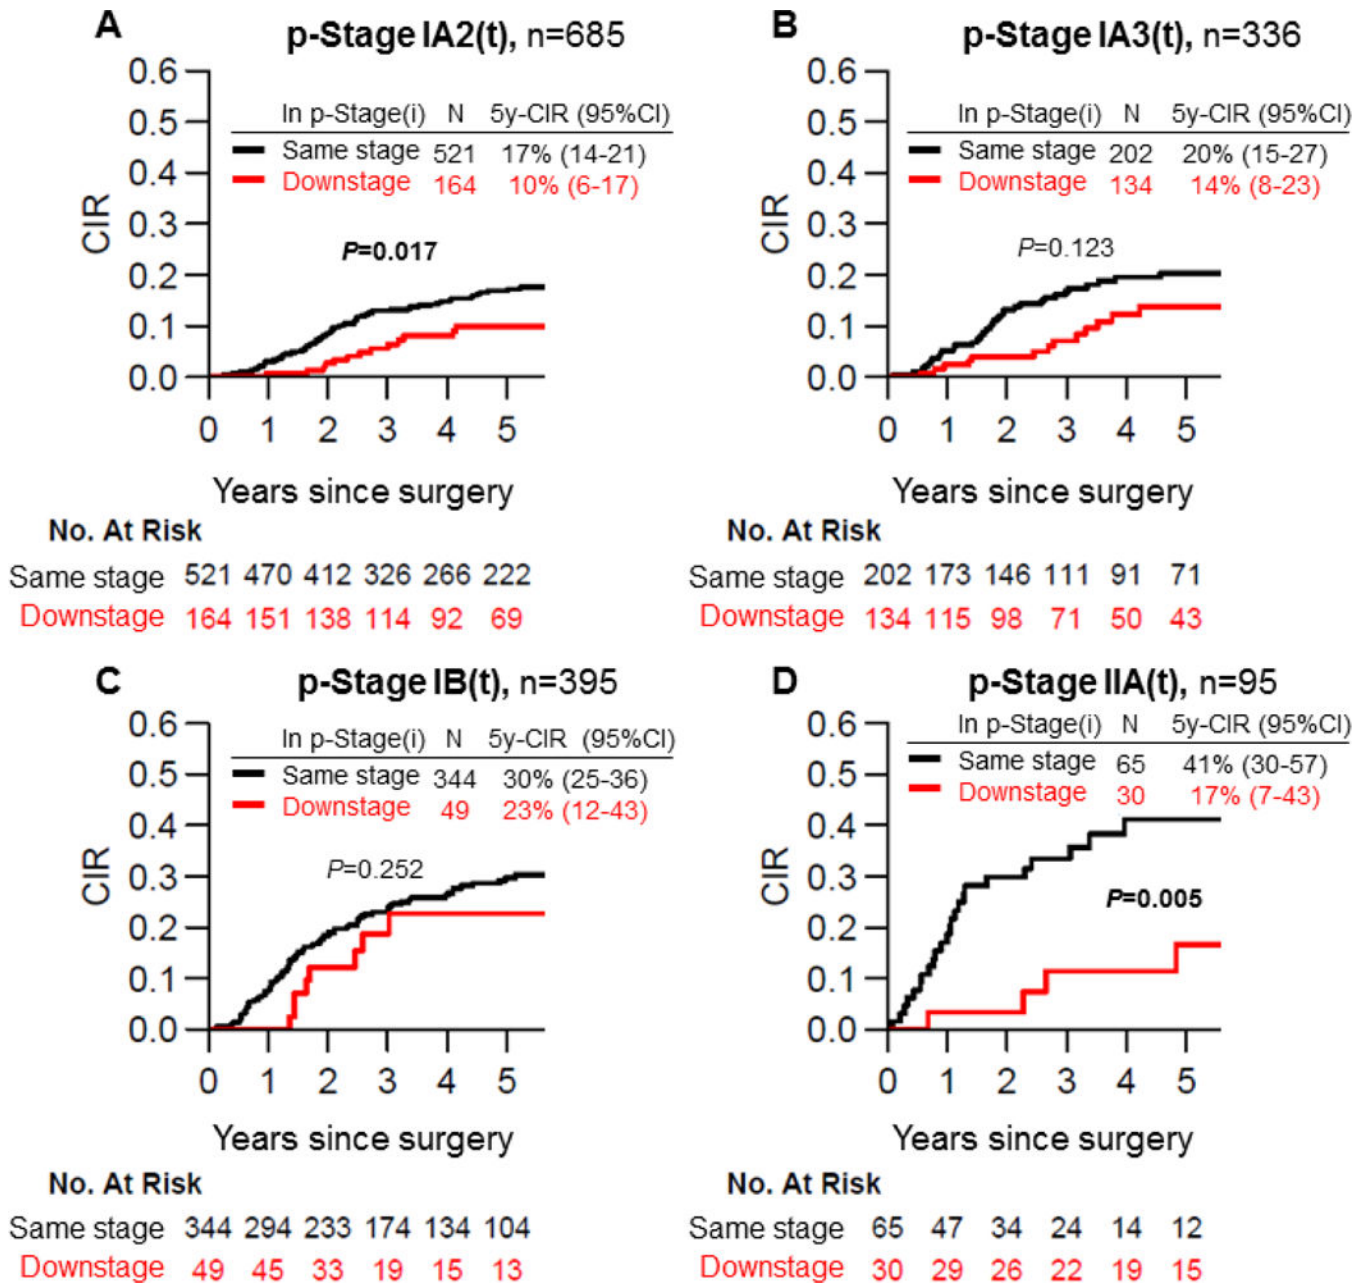 A p-Stage IA2(t), n=685
0.6
In p-Stage(i) N 5y-CIR (95%CI)
0.5
Same stage 521 17% (14-21)
0.4
Downstage 164 10% (6-17)
0.3
P=0.017
0.2
0.1
0.0
CIR
0 1 2 3 4 5
Years since surgery
No. At Risk
Same stage 521 470 412 326 266 222
Downstage 164 151 138 114 92 69
B p-Stage IA3(t), n=336
0.6
In p-Stage(i) N 5y-CIR (95%CI)
0.5
Same stage 202 20% (15-27)
0.4
Downstage 134 14% (8-23)
0.3
P=0.123
0.2
0.1
0.0
CIR
0 1 2 3 4 5
Years since surgery
No. At Risk
Same stage 202 173 146 111 91 71
Downstage 134 115 98 71 50 43
C p-Stage IB(t), n=395
0.6
In p-Stage(i) N 5y-CIR (95%CI)
0.5
Same stage 344 30% (25-36)
Downstage 49 23% (12-43)
0.4
P=0.252
0.3
0.2
0.1
0.0
CIR
0 1 2 3 4 5
Years since surgery
No. At Risk
Same stage 344 294 233 174 134 104
Downstage 49 45 33 19 15 13
D p-Stage IIA(t), n=95
0.6
In p-Stage(i) N 5y-CIR (95%CI)
Same stage 65 41% (30-57)
0.5
Downstage 30 17% (7-43)
0.4
0.3
P=0.005
0.2
0.1
0.0
CIR
0 1 2 3 4 5
Years since surgery
No. At Risk
Same stage 65 47 34 24 14 12
Downstage 30 29 26 22 19 15